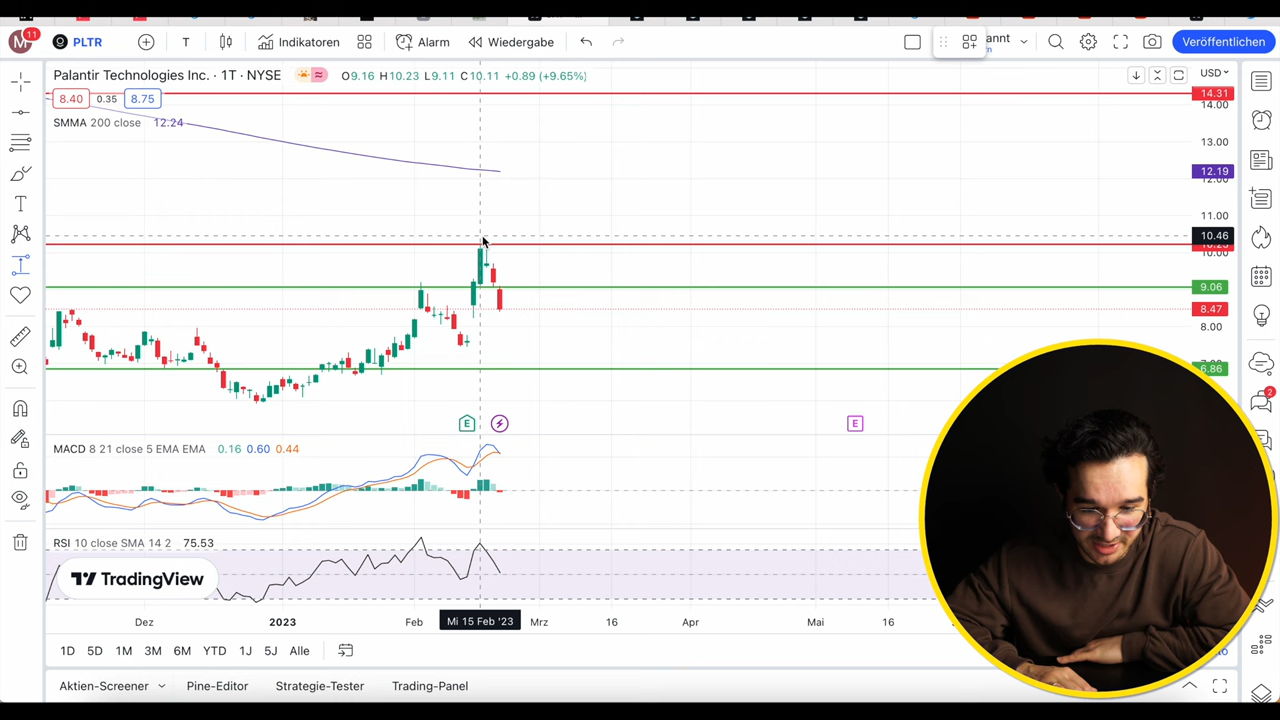 M 11 PLTR T Indikatoren Alarm Wiedergabe annt Veröffentlichen
Palantir Technologies Inc. · 1T · NYSE O9.16 H10.23 L9.11 C10.11 +0.89 (+9.65%) USD
8.40 0.35 8.75
SMMA 200 close 12.24
14.31
14.00
13.00
12.19
12.00
11.00
10.46
10.00
9.06
8.47
8.00
6.86
E E
MACD 8 21 close 5 EMA EMA 0.16 0.60 0.44
2
RSI 10 close SMA 14 2 75.53
TradingView
Dez 2023 Feb Mi 15 Feb '23 Mrz 16 Apr Mai 16
1D 5D 1M 3M 6M YTD 1J 5J Alle
Aktien-Screener Pine-Editor Strategie-Tester Trading-Panel